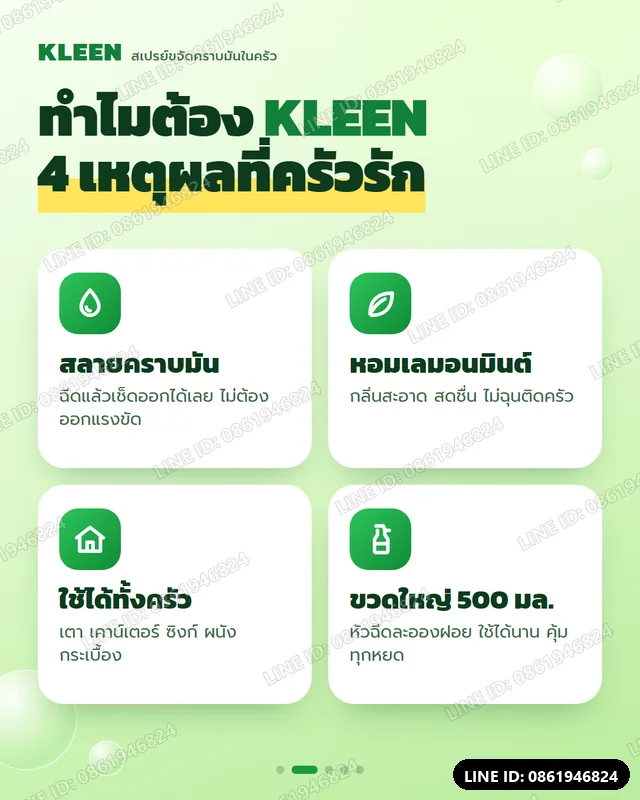 KLEEN สเปรย์ขจัดคราบมันในครัว
ทำไมต้อง KLEEN
4 เหตุผลที่ครัวรัก
สลายคราบมัน
ฉีดแล้วเช็ดออกได้เลย ไม่ต้อง
ออกแรงขัด
หอมเลมอนมินต์
กลิ่นสะอาด สดชื่น ไม่ฉุนติดครัว
ใช้ได้ทั้งครัว
เตา เคาน์เตอร์ ซิงก์ ผนัง
กระเบื้อง
ขวดใหญ่ 500 มล.
หัวฉีดละอองฝอย ใช้ได้นาน คุ้ม
ทุกหยด
LINE ID: 0861946824